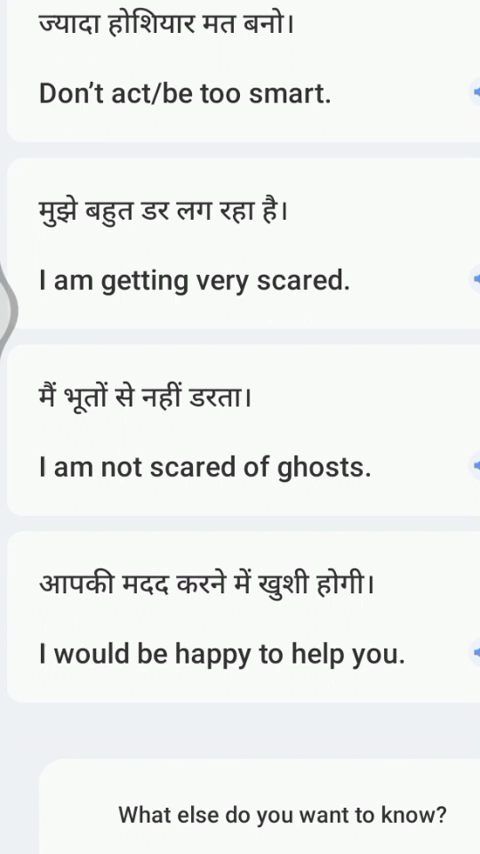 ज्यादा होशियार मत बनो।
Don’t act/be too smart.
मुझे बहुत डर लग रहा है।
I am getting very scared.
मैं भूतों से नहीं डरता।
I am not scared of ghosts.
आपकी मदद करने में खुशी होगी।
I would be happy to help you.
What else do you want to know?